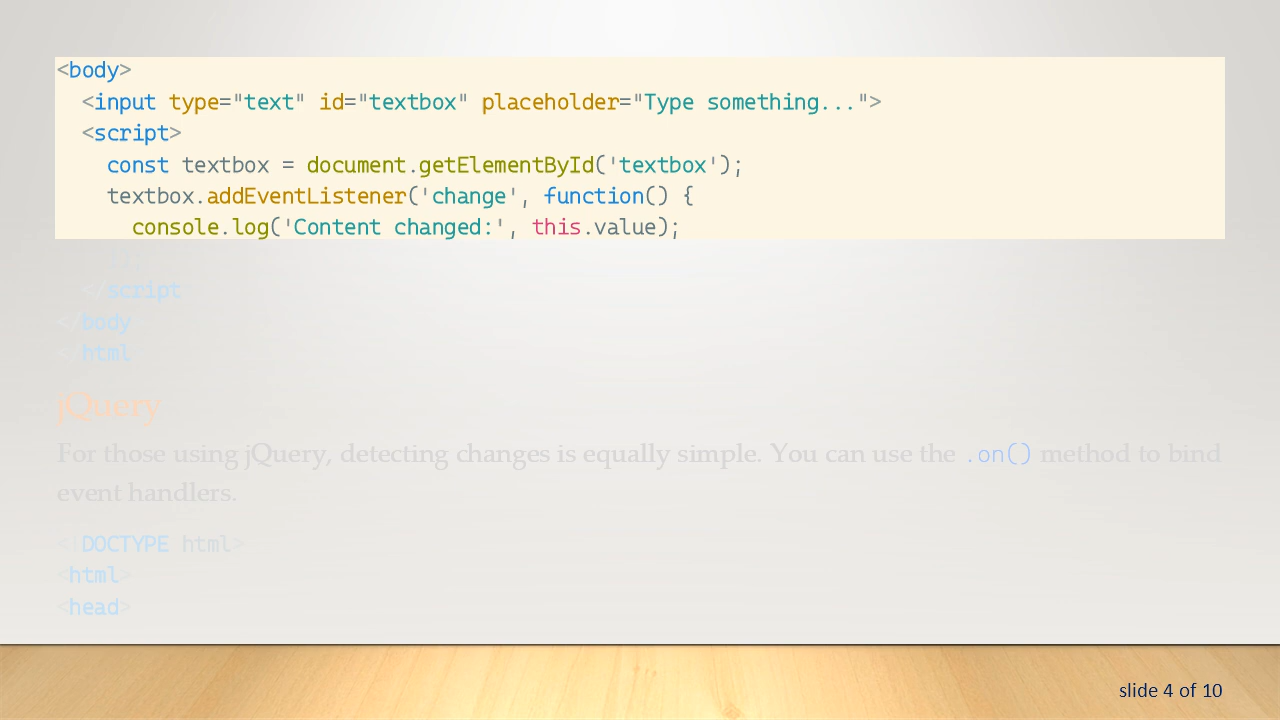 <body>
  <input type="text" id="textbox" placeholder="Type something...">
  <script>
    const textbox = document.getElementById('textbox');
    textbox.addEventListener('change', function() {
      console.log('Content changed:', this.value);
  </script
</body
html
jQuery
For those using jQuery, detecting changes is equally simple. You can use the .on() method to bind
event handlers.
<!DOCTYPE html>
<html>
<head>
slide 4 of 10